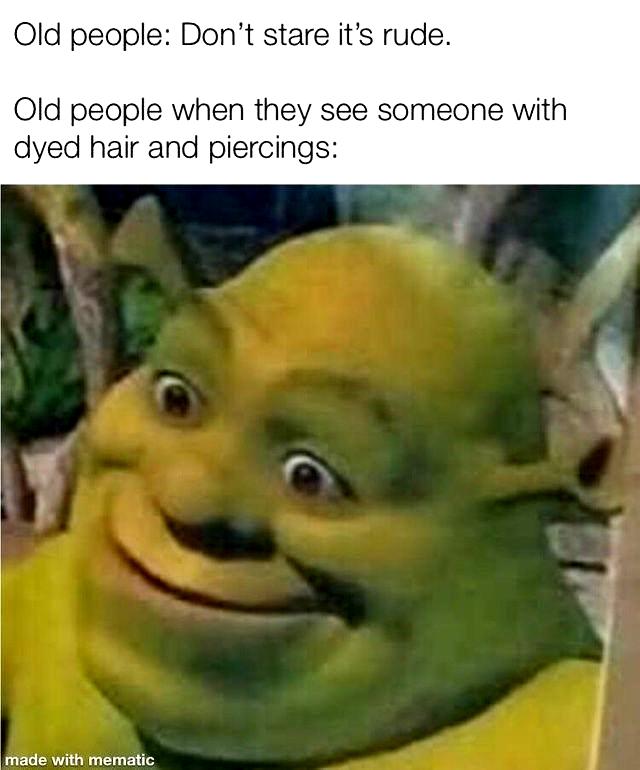 Old people: Don’t stare it’s rude.
Old people when they see someone with
dyed hair and piercings:
made with mematic